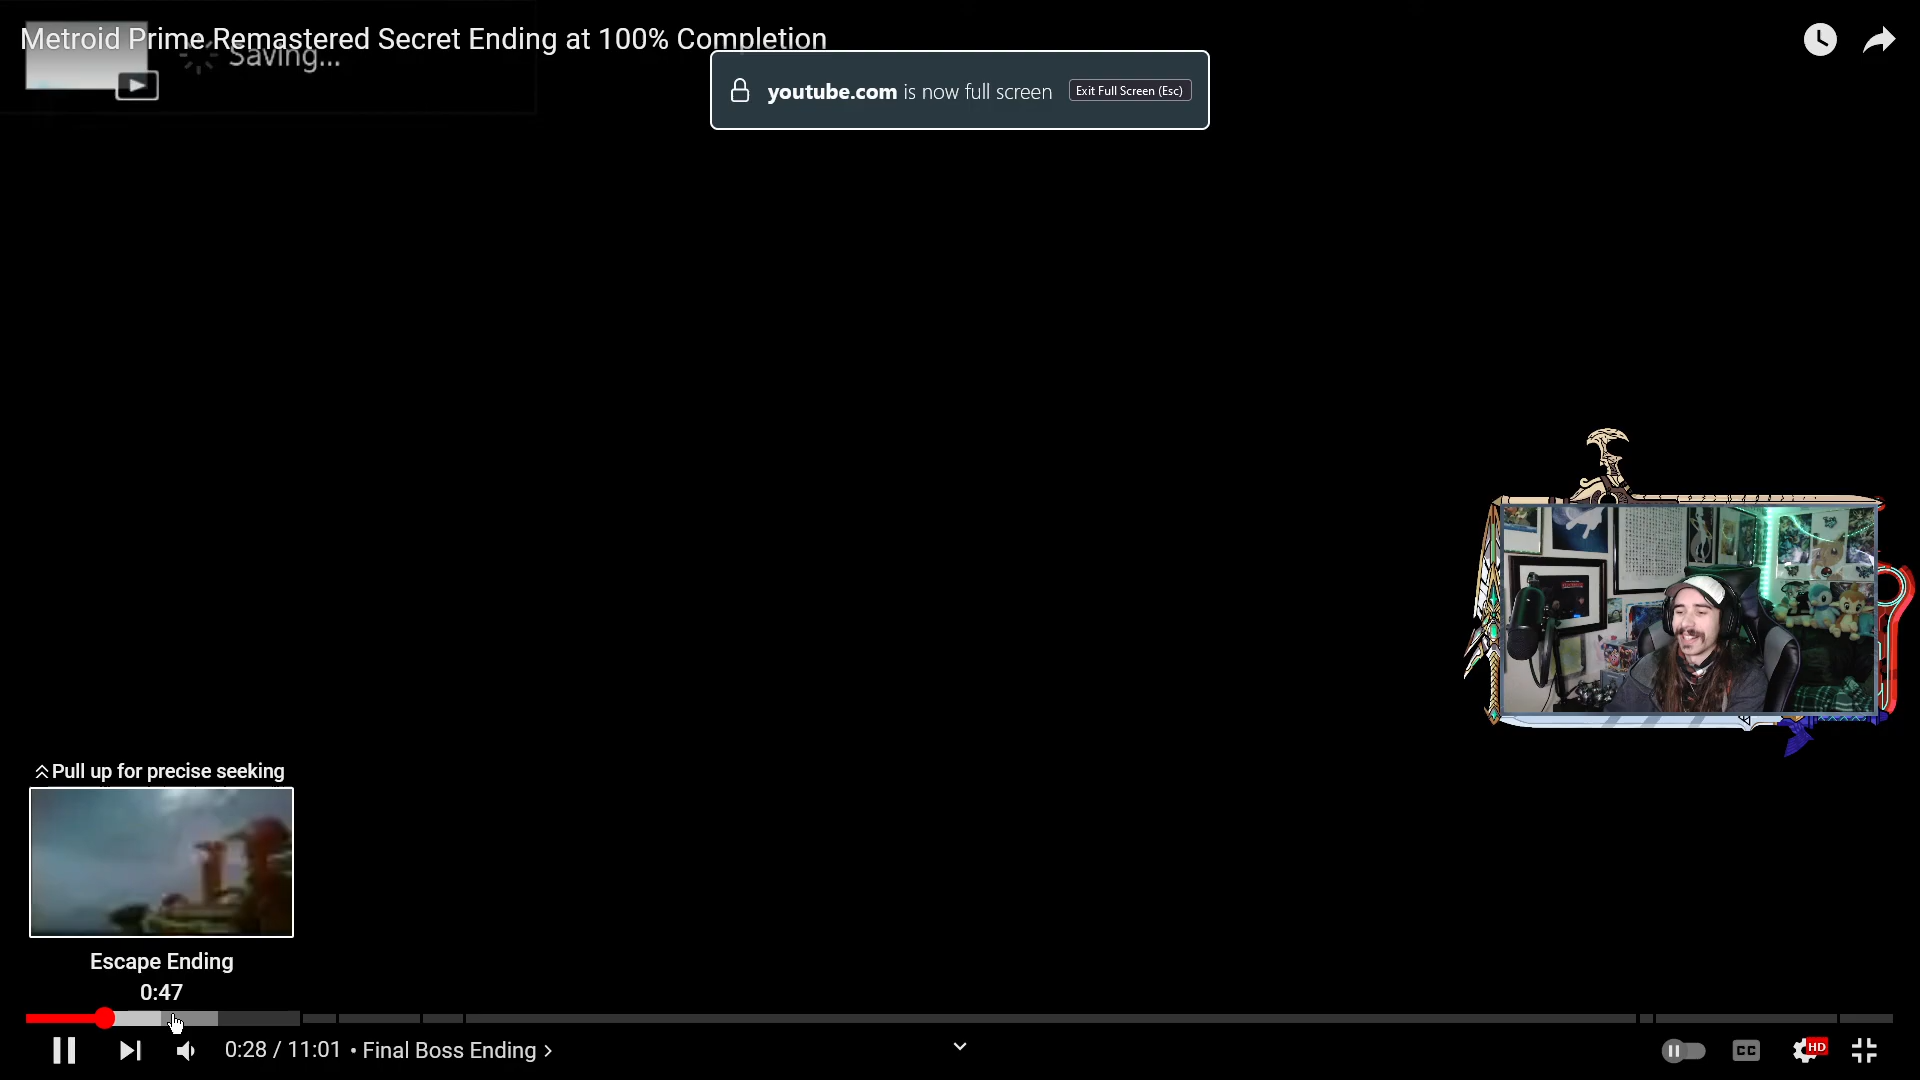 Metroid Prime Remastered Secret Ending at 100% Completion
Saving...
youtube.com is now full screen
Exit Full Screen (Esc)
Pull up for precise seeking
Escape Ending
0:47
0:28 / 11:01 • Final Boss Ending >
CC
HD